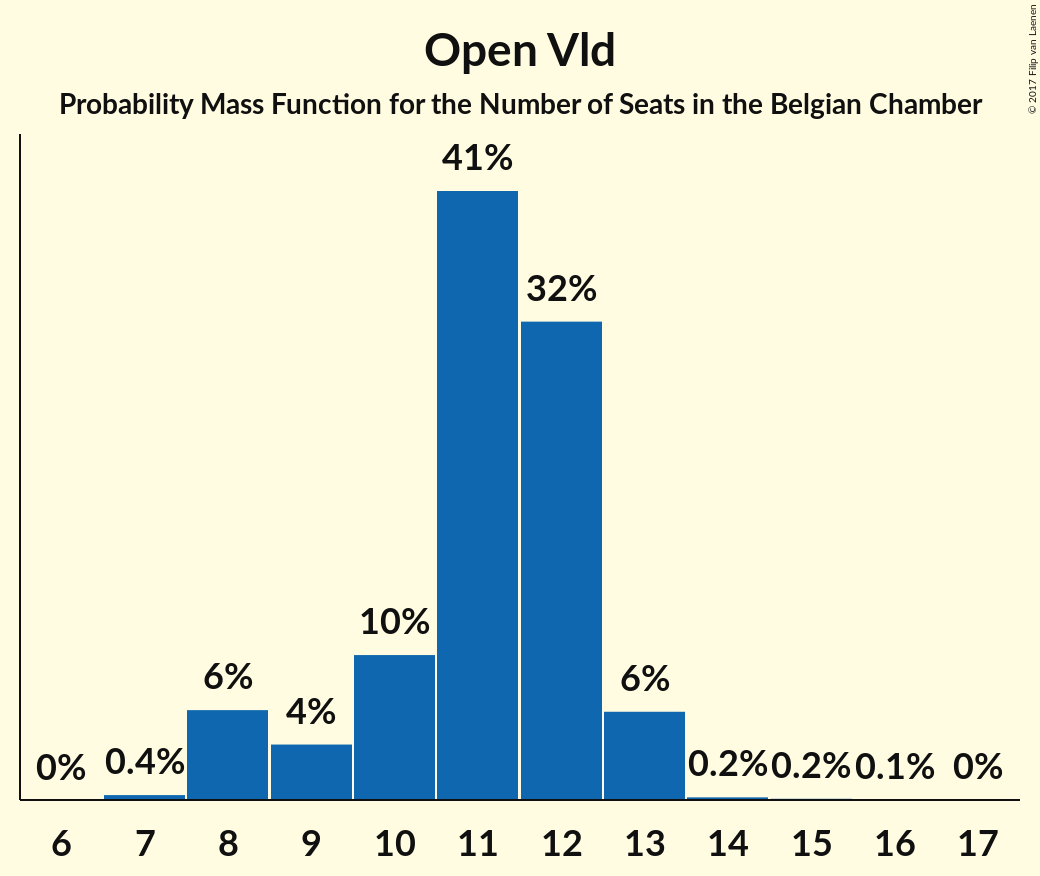 Open Vld
Probability Mass Function for the Number of Seats in the Belgian Chamber
© 2017 Filip van Laenen
0% 0.4% 6% 4% 10% 41% 32% 6% 0.2% 0.2% 0.1% 0%
6 7 8 9 10 11 12 13 14 15 16 17